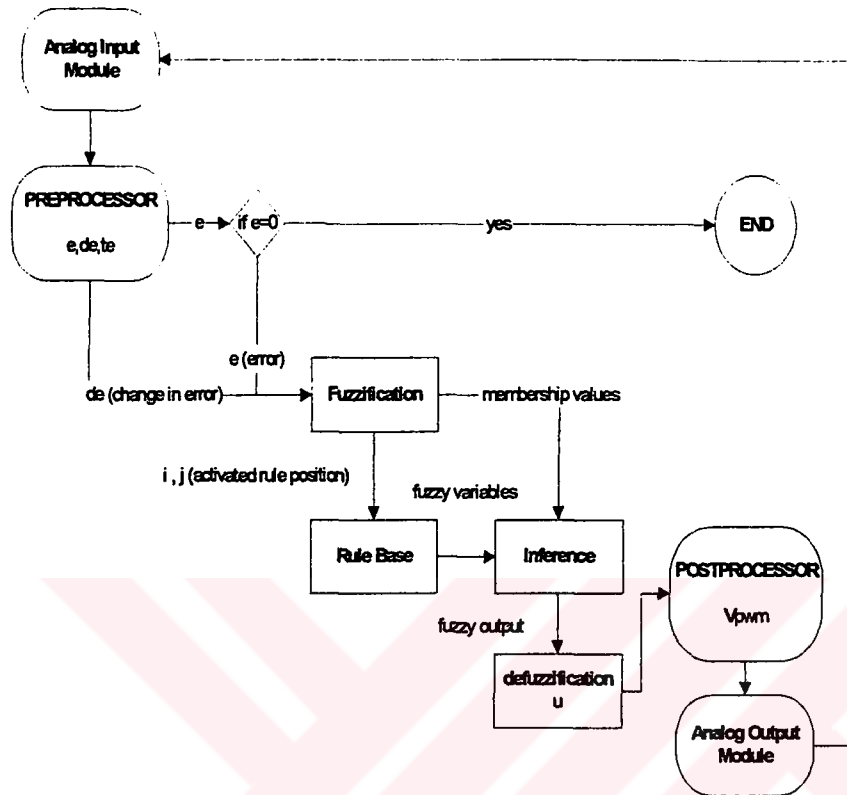 Analog Input
Module
PREPROCESSOR
e,de,te
e
if e=0
yes
END
e (error)
de (change in error)
Fuzzification
membership values
i , j (activated rule position)
fuzzy variables
Rule Base
Inference
POSTPROCESSOR
Vpwm
fuzzy output
defuzzification
u
Analog Output
Module